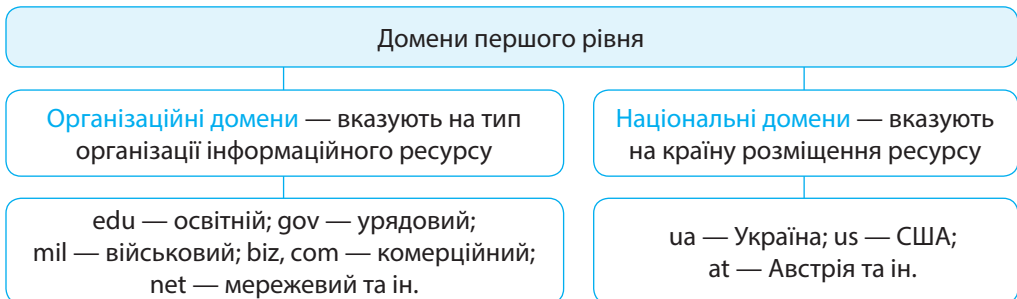 Домени першого рівня
Організаційні домени — вказують на тип
організації інформаційного ресурсу
Національні домени — вказують
на країну розміщення ресурсу
edu — освітній; gov — урядовий;
mil — військовий; biz, com — комерційний;
net — мережевий та ін.
ua — Україна; us — США;
at — Австрія та ін.